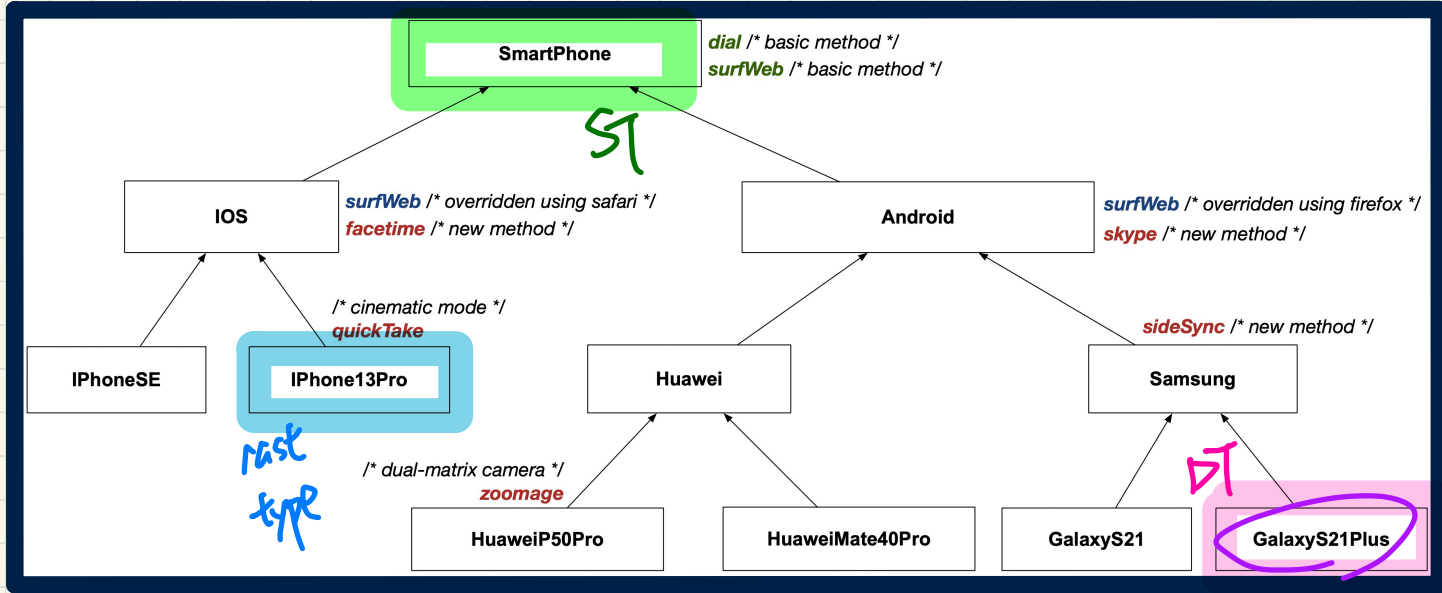 SmartPhone
dial /* basic method */
surfWeb /* basic method */
ST
IOS
surfWeb /* overridden using safari */
facetime /* new method */
Android
surfWeb /* overridden using firefox */
skype /* new method */
/* cinematic mode */
quickTake
sideSync /* new method */
IPhoneSE
IPhone13Pro
Huawei
Samsung
type
DT
/* dual-matrix camera */
zoomage
HuaweiP50Pro
HuaweiMate40Pro
GalaxyS21
GalaxyS21Plus